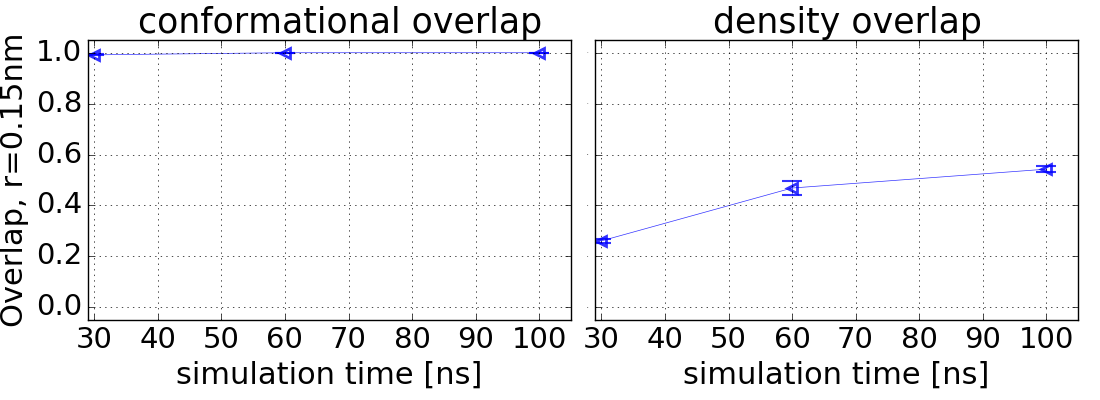 conformational overlap
density overlap
Overlap, r=0.15nm
1.0
0.8
0.6
0.4
0.2
0.0
30 40 50 60 70 80 90 100
30 40 50 60 70 80 90 100
simulation time [ns]
simulation time [ns]